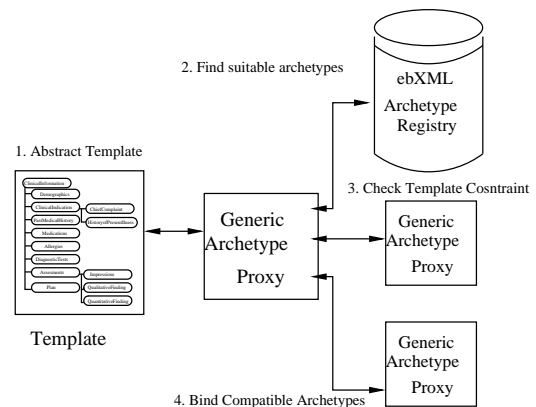 2. Find suitable archetypes
ebXML
Archetype
Registry
1. Abstract Template
ClinicalInformation
Demographics
ClinicalIndication
ChiefComplaint
PastMedicalHistory
HistoryofPresentIllness
Medications
Allergies
DiagnosticTests
Assesments
Impressions
Plan
QualitativeFinding
QuantitativeFinding
Template
Generic
Archetype
Proxy
3. Check Template Cosntraint
Generic
Archetype
Proxy
Generic
Archetype
Proxy
4. Bind Compatible Archetypes